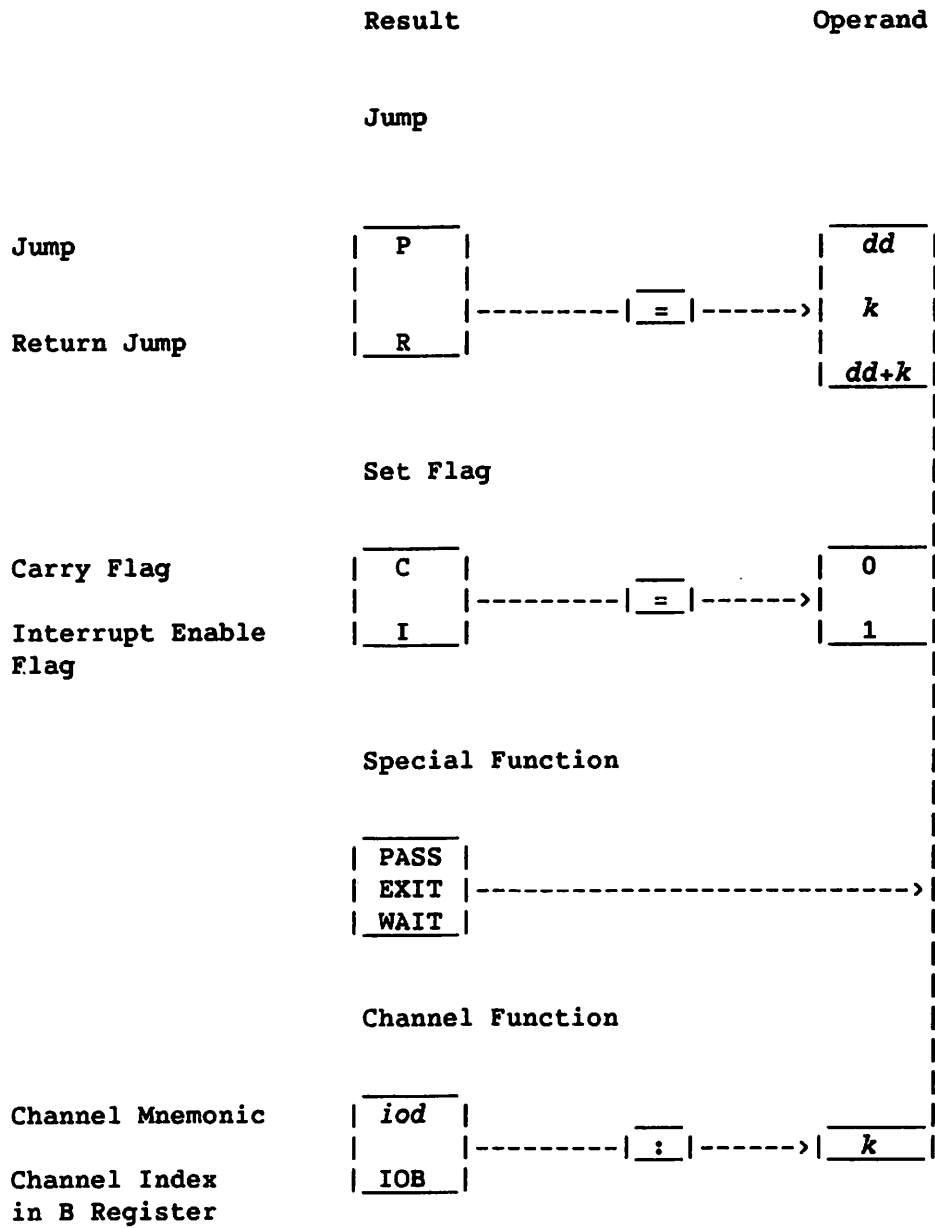 Result Operand
Jump
Jump P dd
= k
Return Jump R
dd+k
Set Flag
Carry Flag C 0
=
Interrupt Enable I 1
Flag
Special Function
PASS
EXIT
WAIT
Channel Function
Channel Mnemonic iod
: k
Channel Index IOB
in B Register